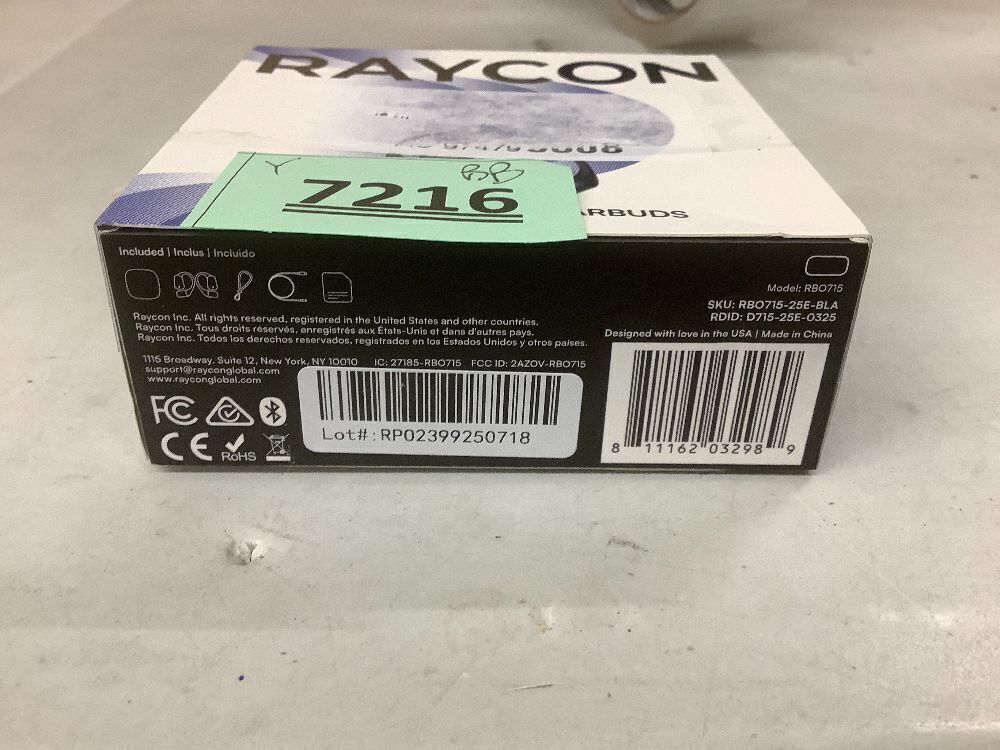 RAYCON
Y
BB
7216
ARBUDS
Included | Inclus | Incluido
Model: RBO715
SKU: RBO715-25E-BLA
RDID: D715-25E-0325
Designed with love in the USA | Made in China
Raycon Inc. All rights reserved, registered in the United States and other countries.
Raycon Inc. Tous droits réservés, enregistrés aux États-Unis et dans d'autres pays.
Raycon Inc. Todos los derechos reservados, registrados en los Estados Unidos y otros países.
1115 Broadway, Suite 12, New York, NY 10010 IC: 27185-RBO715 FCC ID: 2AZOV-RBO715
support@rayconglobal.com
www.rayconglobal.com
FC
CE
RoHS
Lot#: RP02399250718
8 11162 03298 9